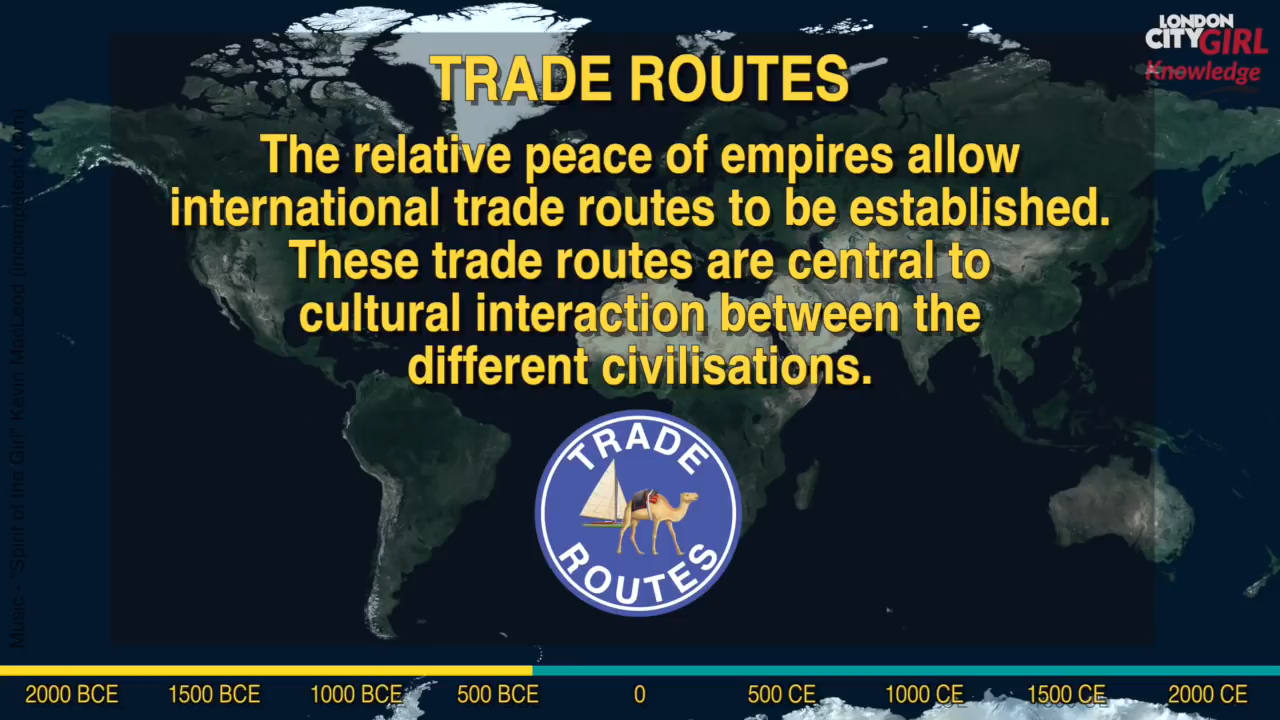 LONDON
CITYGIRL
Knowledge
TRADE ROUTES
The relative peace of empires allow
international trade routes to be established.
These trade routes are central to
cultural interaction between the
different civilisations.
TRADE
ROUTES
Music - "Spirit of the Girl" Kevin MacLeod (incompetech.com)
2000 BCE 1500 BCE 1000 BCE 500 BCE 0 500 CE 1000 CE 1500 CE 2000 CE